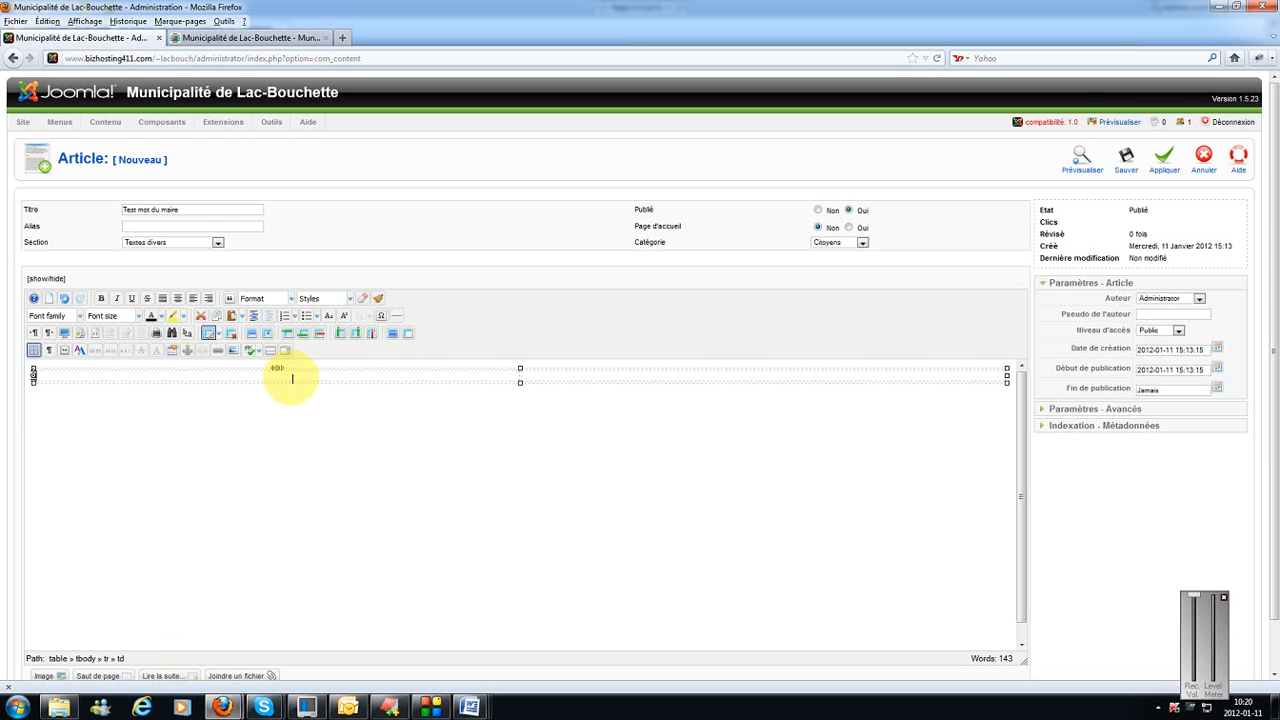 Municipalité de Lac-Bouchette - Administration - Mozilla Firefox
Fichier Édition Affichage Historique Marque-pages Outils ?
Municipalité de Lac-Bouchette - Ad... Municipalité de Lac-Bouchette - Mun...
www.bizhosting411.com/~lacbouch/administrator/index.php?option=com_content
Yahoo
Joomla! Municipalité de Lac-Bouchette
Version 1.5.23
Site Menus Contenu Composants Extensions Outils Aide
compatibilité: 1.0 Prévisualiser 0 1 Déconnexion
Article: [ Nouveau ]
Prévisualiser Sauver Appliquer Annuler Aide
Titre Test mot du maire Publié Non Oui
Alias Page d'accueil Non Oui
Section Textes divers Catégorie Citoyens
Etat Publié
Clics
Révisé 0 fois
Créé Mercredi, 11 Janvier 2012 15:13
Dernière modification Non modifié
[show/hide]
Format Styles
Font family Font size
Paramètres - Article
Auteur Administrator
Pseudo de l'auteur
Niveau d'accès Public
Date de création 2012-01-11 15:13:15
Début de publication 2012-01-11 15:13:15
Fin de publication Jamais
Paramètres - Avancés
Indexation - Métadonnées
Path: table » tbody » tr » td Words: 143
Image Saut de page Lire la suite... Joindre un fichier
Rec. Vol. Level Meter
10:20
2012-01-11